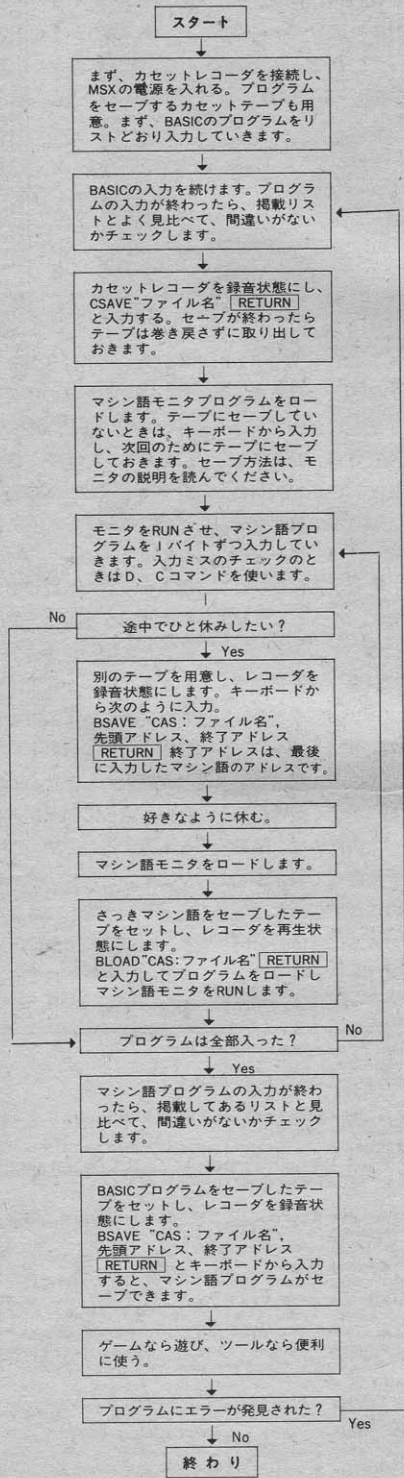 スタート
まず、カセットレコーダを接続し、
MSXの電源を入れる。プログラム
をセーブするカセットテープも用
意。まず、BASICのプログラムをリ
ストどおり入力していきます。
BASICの入力を続けます。プログラ
ムの入力が終わったら、掲載リス
トとよく見比べて、間違いがない
かチェックします。
カセットレコーダを録音状態にし、
CSAVE"ファイル名" RETURN
と入力する。セーブが終わったら
テープは巻き戻さずに取り出して
おきます。
マシン語モニタプログラムをロー
ドします。テープにセーブしてい
ないときは、キーボードから入力
し、次回のためにテープにセーブ
しておきます。セーブ方法は、モ
ニタの説明を読んでください。
モニタをRUNさせ、マシン語プロ
グラムを1バイトずつ入力してい
きます。入力ミスのチェックのと
きはD、Cコマンドを使います。
No
途中でひと休みしたい?
Yes
別のテープを用意し、レコーダを
録音状態にします。キーボードか
ら次のように入力。
BSAVE "CAS:ファイル名",
先頭アドレス、終了アドレス
RETURN 終了アドレスは、最後
に入力したマシン語のアドレスです。
好きなように休む。
マシン語モニタをロードします。
さっきマシン語をセーブしたテー
プをセットし、レコーダを再生状
態にします。
BLOAD"CAS:ファイル名" RETURN
と入力してプログラムをロードし
マシン語モニタをRUNします。
プログラムは全部入った?
No
Yes
マシン語プログラムの入力が終わ
ったら、掲載してあるリストと見
比べて、間違いがないかチェック
します。
BASICプログラムをセーブしたテー
プをセットし、レコーダを録音状
態にします。
BSAVE "CAS:ファイル名",
先頭アドレス、終了アドレス
RETURN とキーボードから入力
すると、マシン語プログラムがセ
ーブできます。
ゲームなら遊び、ツールなら便利
に使う。
プログラムにエラーが発見された?
Yes
No
終わり